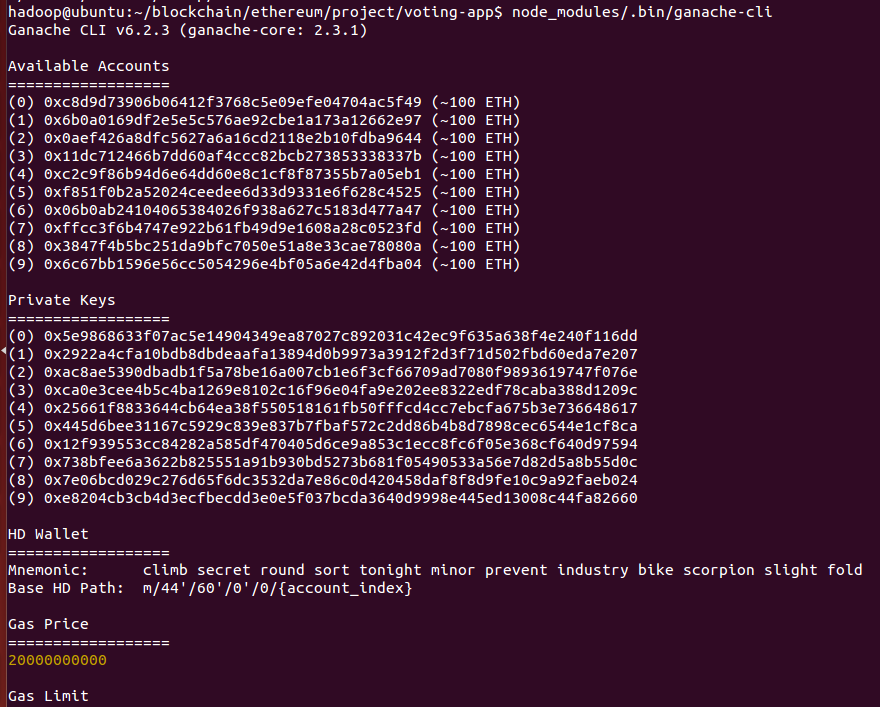 hadoop@ubuntu:~/blockchain/ethereum/project/voting-app$ node_modules/.bin/ganache-cli
Ganache CLI v6.2.3 (ganache-core: 2.3.1)
Available Accounts
==================
(0) 0xc8d9d73906b06412f3768c5e09efe04704ac5f49 (~100 ETH)
(1) 0x6b0a0169df2e5e5c576ae92cbe1a173a12662e97 (~100 ETH)
(2) 0x0aef426a8dfc5627a6a16cd2118e2b10fdba9644 (~100 ETH)
(3) 0x11dc712466b7dd60af4ccc82bcb273853338337b (~100 ETH)
(4) 0xc2c9f86b94d6e64dd60e8c1cf8f87355b7a05eb1 (~100 ETH)
(5) 0xf851f0b2a52024ceedee6d33d9331e6f628c4525 (~100 ETH)
(6) 0x06b0ab24104065384026f938a627c5183d477a47 (~100 ETH)
(7) 0xffcc3f6b4747e922b61fb49d9e1608a28c0523fd (~100 ETH)
(8) 0x3847f4b5bc251da9bfc7050e51a8e33cae78080a (~100 ETH)
(9) 0x6c67bb1596e56cc5054296e4bf05a6e42d4fba04 (~100 ETH)
Private Keys
==================
(0) 0x5e9868633f07ac5e14904349ea87027c892031c42ec9f635a638f4e240f116dd
(1) 0x2922a4cfa10bdb8dbdeaafa13894d0b9973a3912f2d3f71d502fbd60eda7e207
(2) 0xac8ae5390dbadb1f5a78be16a007cb1e6f3cf66709ad7080f9893619747f076e
(3) 0xca0e3cee4b5c4ba1269e8102c16f96e04fa9e202ee8322edf78caba388d1209c
(4) 0x25661f8833644cb64ea38f550518161fb50fffcd4cc7ebcfa675b3e736648617
(5) 0x445d6bee31167c5929c839e837b7fbaf572c2dd86b4b8d7898cec6544e1cf8ca
(6) 0x12f939553cc84282a585df470405d6ce9a853c1ecc8fc6f05e368cf640d97594
(7) 0x738bfee6a3622b825551a91b930bd5273b681f05490533a56e7d82d5a8b55d0c
(8) 0x7e06bcd029c276d65f6dc3532da7e86c0d420458daf8f8d9fe10c9a92faeb024
(9) 0xe8204cb3cb4d3ecfbecdd3e0e5f037bcda3640d9998e445ed13008c44fa82660
HD Wallet
==================
Mnemonic:      climb secret round sort tonight minor prevent industry bike scorpion slight fold
Base HD Path:  m/44'/60'/0'/0/{account_index}
Gas Price
==================
20000000000
Gas Limit